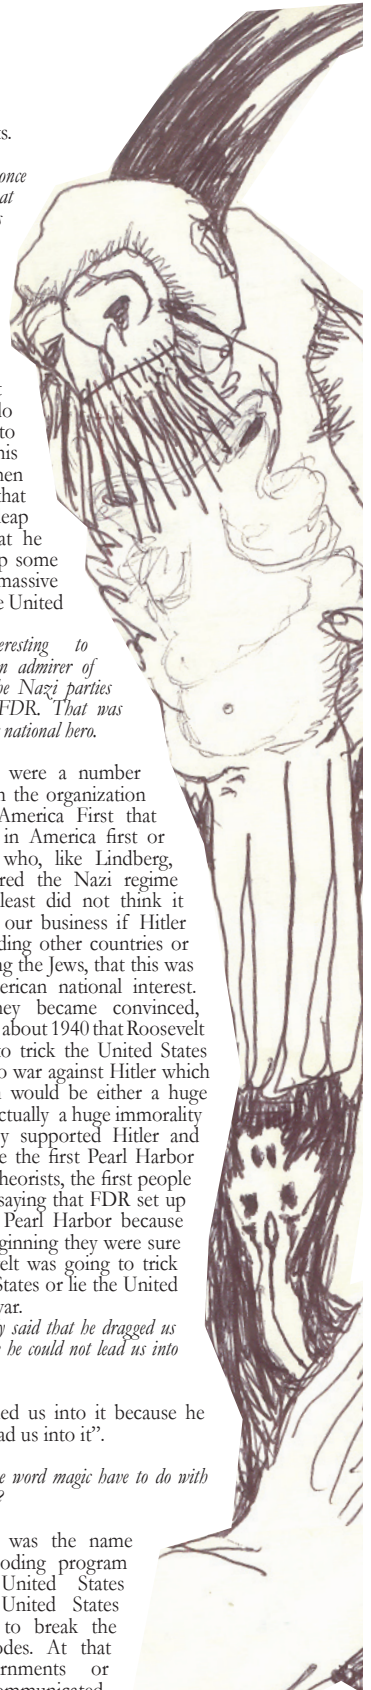 ts.
once
at
s
t
lo
to
his
hen
that
heap
at he
p some
massive
e United
eresting to
n admirer of
he Nazi parties
FDR. That was
national hero.
were a number
n the organization
America First that
in America first or
who, like Lindberg,
red the Nazi regime
least did not think it
our business if Hitler
ding other countries or
ng the Jews, that this was
erican national interest.
hey became convinced,
about 1940 that Roosevelt
to trick the United States
o war against Hitler which
n would be either a huge
ctually a huge immorality
y supported Hitler and
e the first Pearl Harbor
heorists, the first people
saying that FDR set up
Pearl Harbor because
ginning they were sure
elt was going to trick
States or lie the United
war.
y said that he dragged us
e he could not lead us into
ed us into it because he
ad us into it”.
e word magic have to do with
?
was the name
oding program
United States
United States
to break the
odes. At that
rnments or
ommunicated